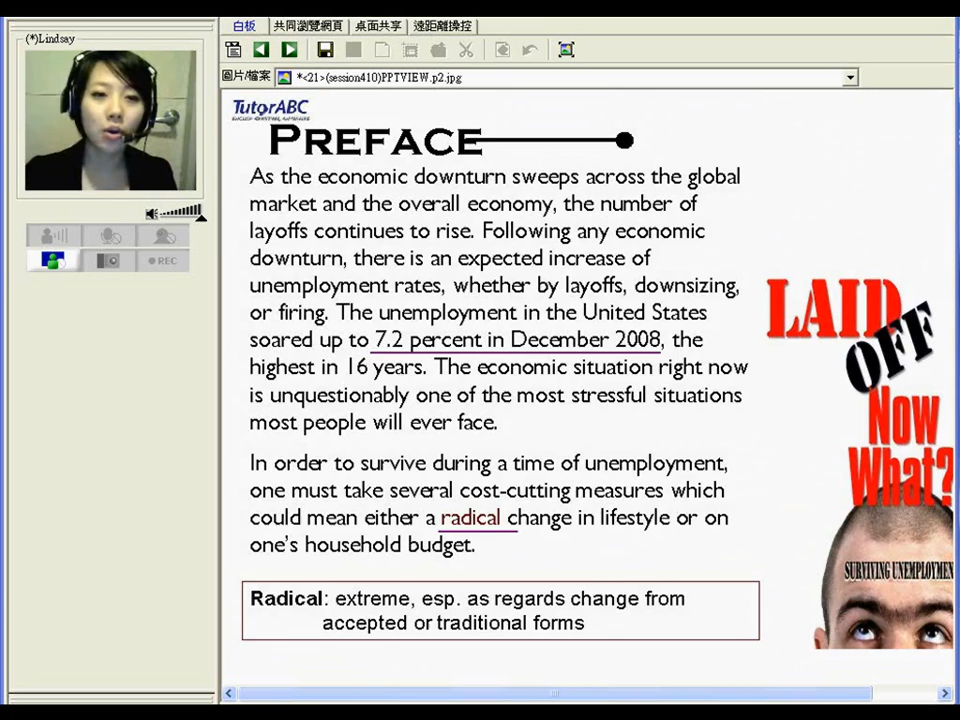 (*)Lindsay
白板
共同瀏覽網頁
桌面共享
遠距離操控
圖片/檔案
*<21>(session410)PPTVIEW.p2.jpg
REC
TutorABC
PREFACE
As the economic downturn sweeps across the global
market and the overall economy, the number of
layoffs continues to rise. Following any economic
downturn, there is an expected increase of
unemployment rates, whether by layoffs, downsizing,
or firing. The unemployment in the United States
soared up to 7.2 percent in December 2008, the
highest in 16 years. The economic situation right now
is unquestionably one of the most stressful situations
most people will ever face.
In order to survive during a time of unemployment,
one must take several cost-cutting measures which
could mean either a radical change in lifestyle or on
one's household budget.
Radical: extreme, esp. as regards change from
accepted or traditional forms
LAID
OFF
Now
What?
SURVIVING UNEMPLOYMEN